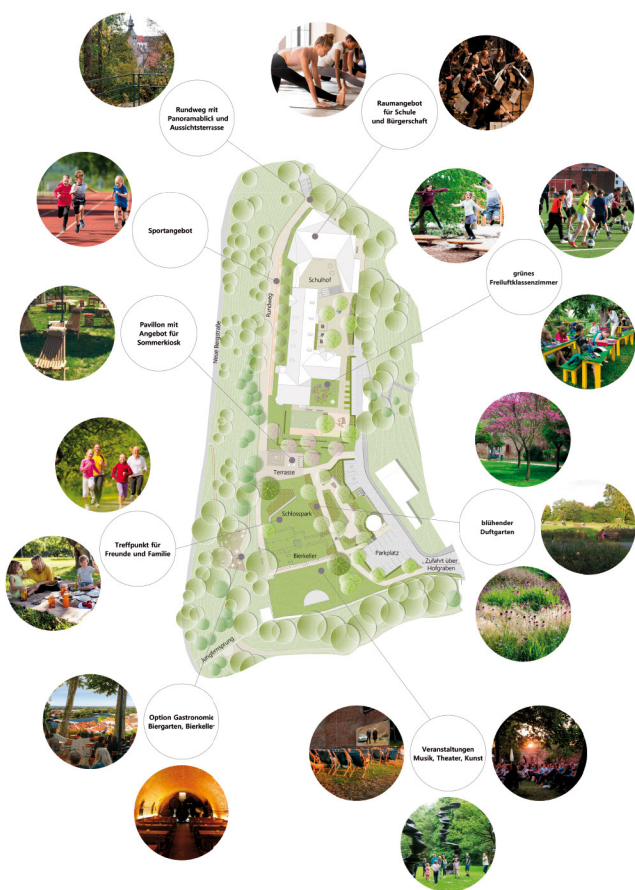 Rundweg mit
Panoramablick und
Aussichtsterrasse
Raumangebot
für Schule
und Bürgerschaft
Sportangebot
grünes
Freiluftklassenzimmer
Schulhof
Rundweg
Neue Bergstraße
Pavillon mit
Angebot für
Sommerkiosk
Terrasse
Schlosspark
Treffpunkt für
Freunde und Familie
blühender
Duftgarten
Bierkeller
Parkplatz
Zufahrt über
Hofgraben
Jungfernsprung
Option Gastronomie
Biergarten, Bierkeller
Veranstaltungen
Musik, Theater, Kunst